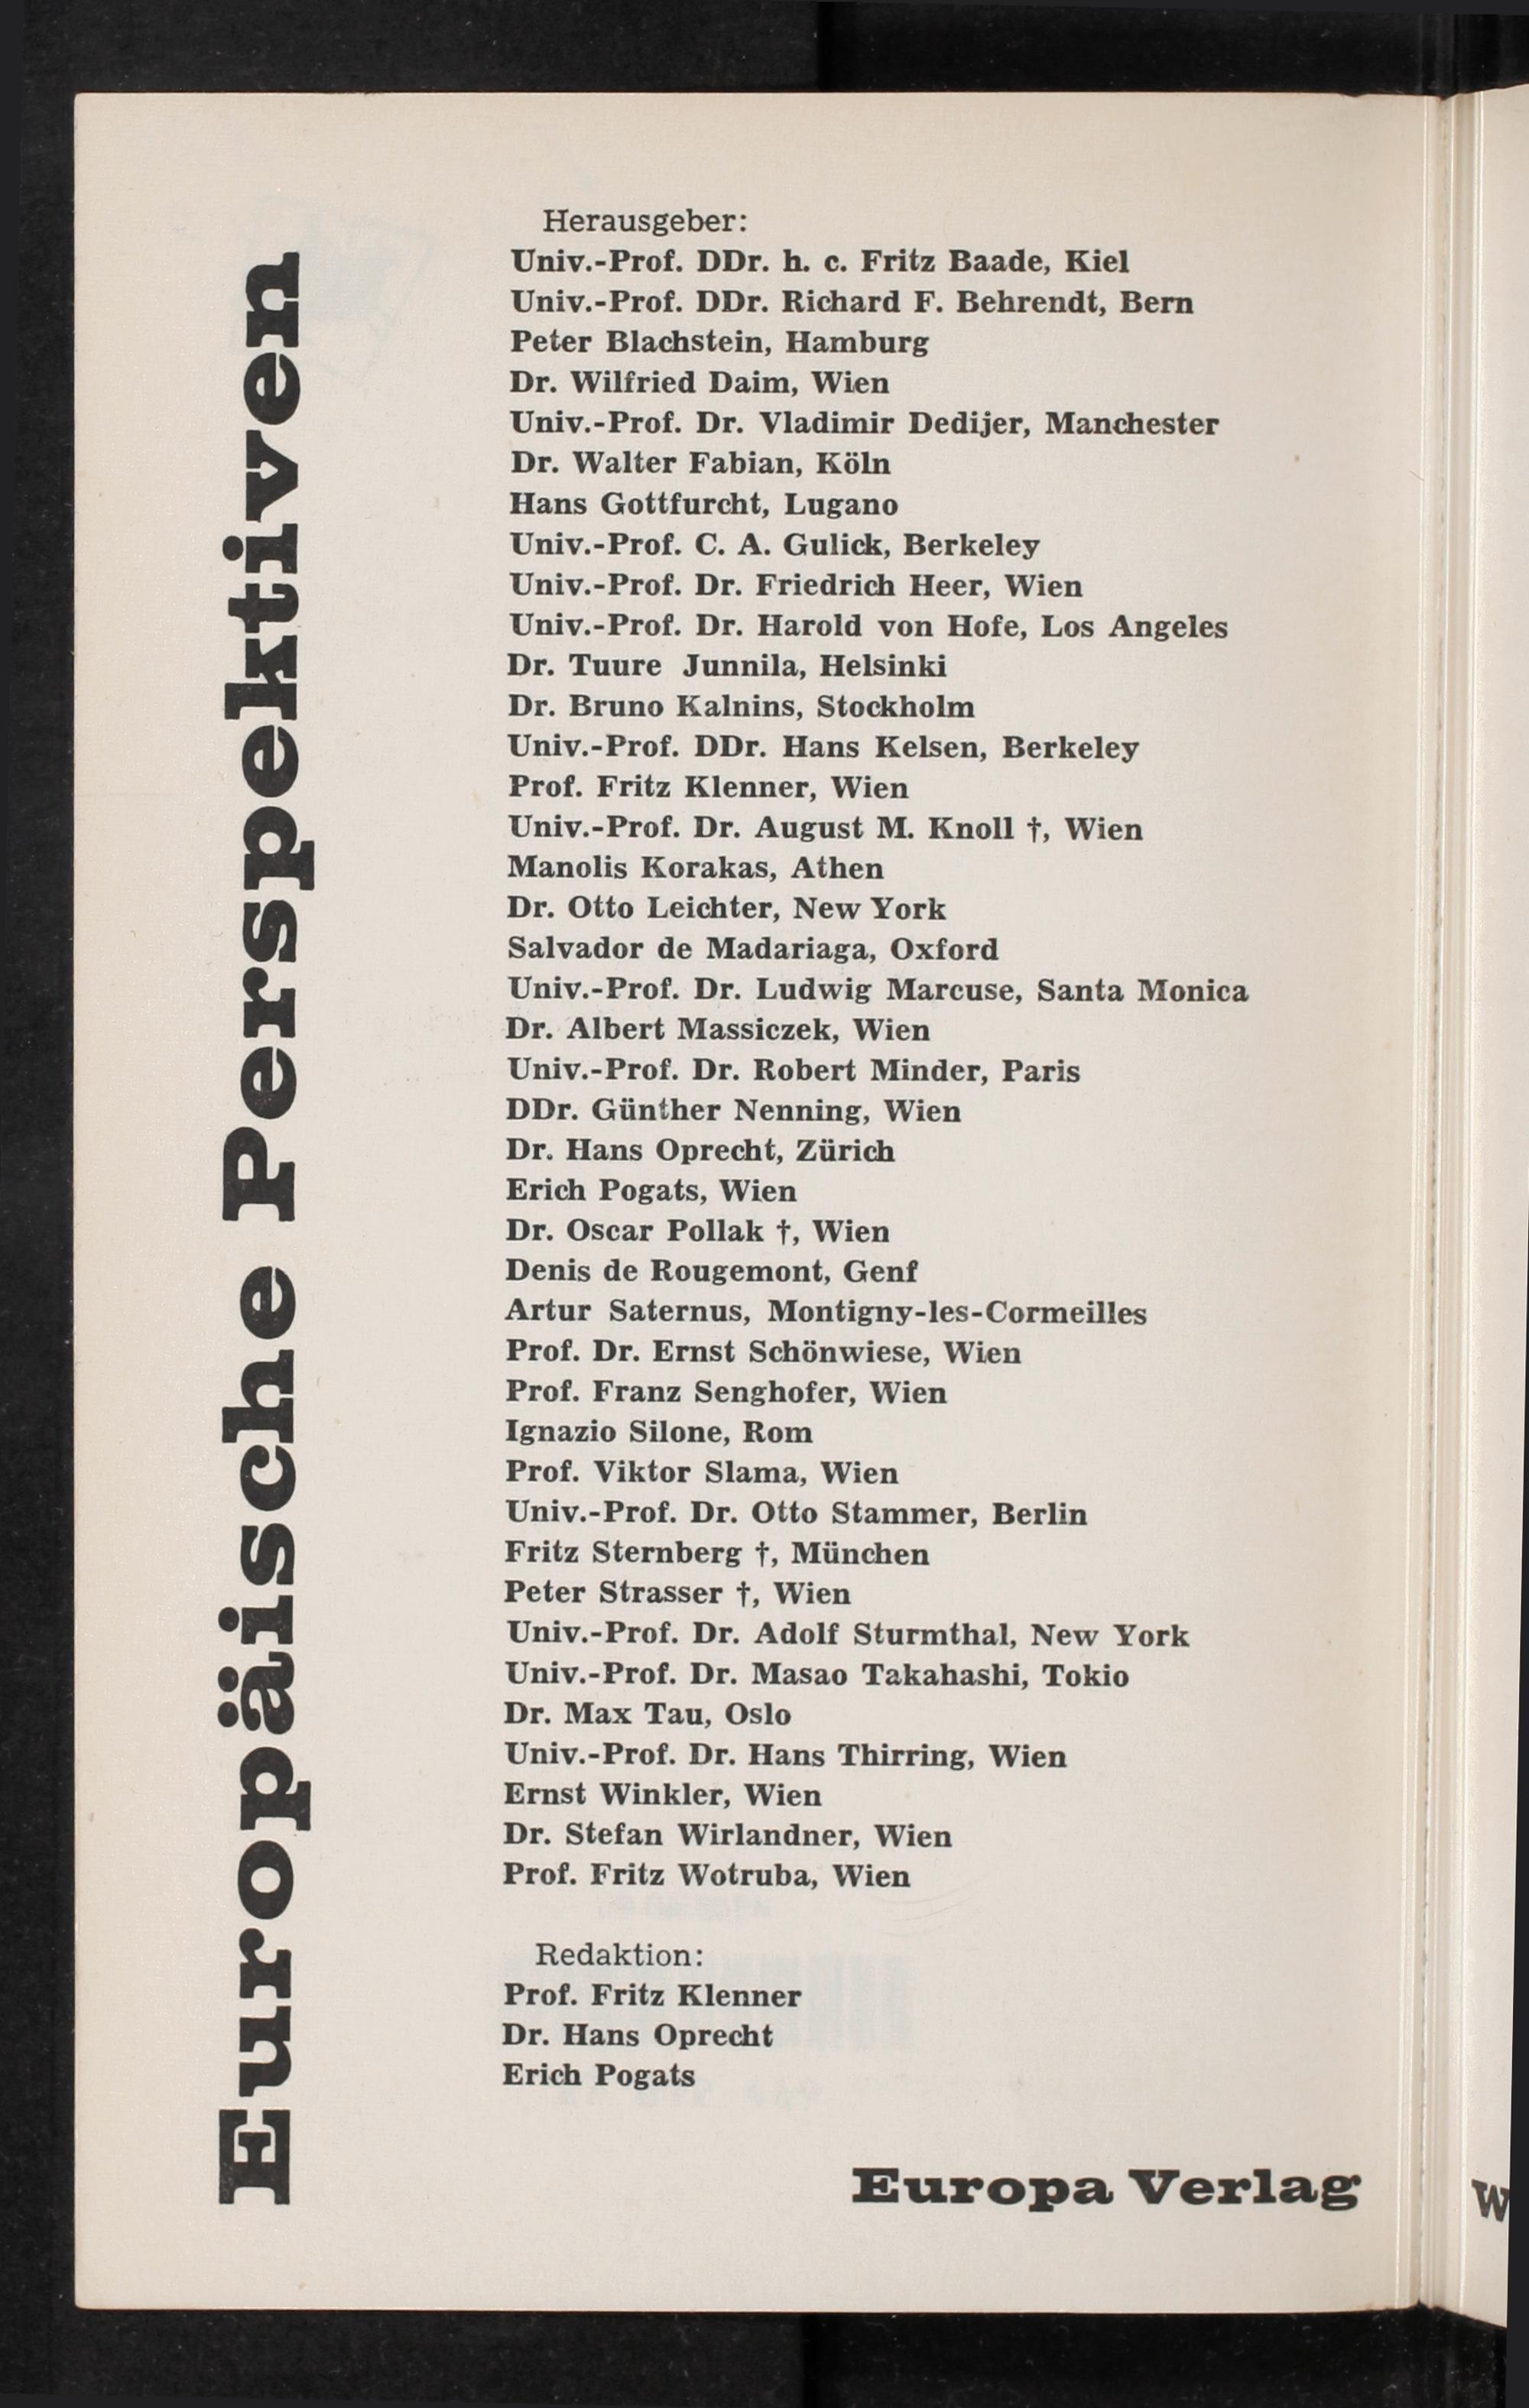 Europäische Perspektiven
Herausgeber:
Univ.-Prof. DDr. h. c. Fritz Baade, Kiel
Univ.-Prof. DDr. Richard F. Behrendt, Bern
Peter Blachstein, Hamburg
Dr. Wilfried Daim, Wien
Univ.-Prof. Dr. Vladimir Dedijer, Manchester
Dr. Walter Fabian, Köln
Hans Gottfurcht, Lugano
Univ.-Prof. C. A. Gulick, Berkeley
Univ.-Prof. Dr. Friedrich Heer, Wien
Univ.-Prof. Dr. Harold von Hofe, Los Angeles
Dr. Tuure Junnila, Helsinki
Dr. Bruno Kalnins, Stockholm
Univ.-Prof. DDr. Hans Kelsen, Berkeley
Prof. Fritz Klenner, Wien
Univ.-Prof. Dr. August M. Knoll †, Wien
Manolis Korakas, Athen
Dr. Otto Leichter, New York
Salvador de Madariaga, Oxford
Univ.-Prof. Dr. Ludwig Marcuse, Santa Monica
Dr. Albert Massiczek, Wien
Univ.-Prof. Dr. Robert Minder, Paris
DDr. Günther Nenning, Wien
Dr. Hans Oprecht, Zürich
Erich Pogats, Wien
Dr. Oscar Pollak †, Wien
Denis de Rougemont, Genf
Artur Saternus, Montigny-les-Cormeilles
Prof. Dr. Ernst Schönwiese, Wien
Prof. Franz Senghofer, Wien
Ignazio Silone, Rom
Prof. Viktor Slama, Wien
Univ.-Prof. Dr. Otto Stammer, Berlin
Fritz Sternberg †, München
Peter Strasser †, Wien
Univ.-Prof. Dr. Adolf Sturmthal, New York
Univ.-Prof. Dr. Masao Takahashi, Tokio
Dr. Max Tau, Oslo
Univ.-Prof. Dr. Hans Thirring, Wien
Ernst Winkler, Wien
Dr. Stefan Wirlandner, Wien
Prof. Fritz Wotruba, Wien
Redaktion:
Prof. Fritz Klenner
Dr. Hans Oprecht
Erich Pogats
Europa Verlag